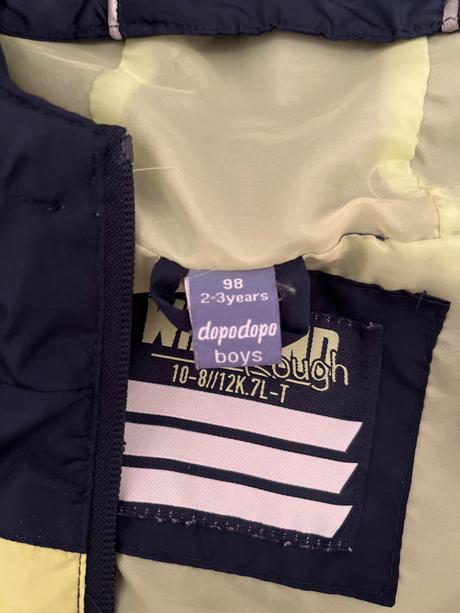 98
2-3years
dopodopo
boys
Rough
10-8//12K.7L-T